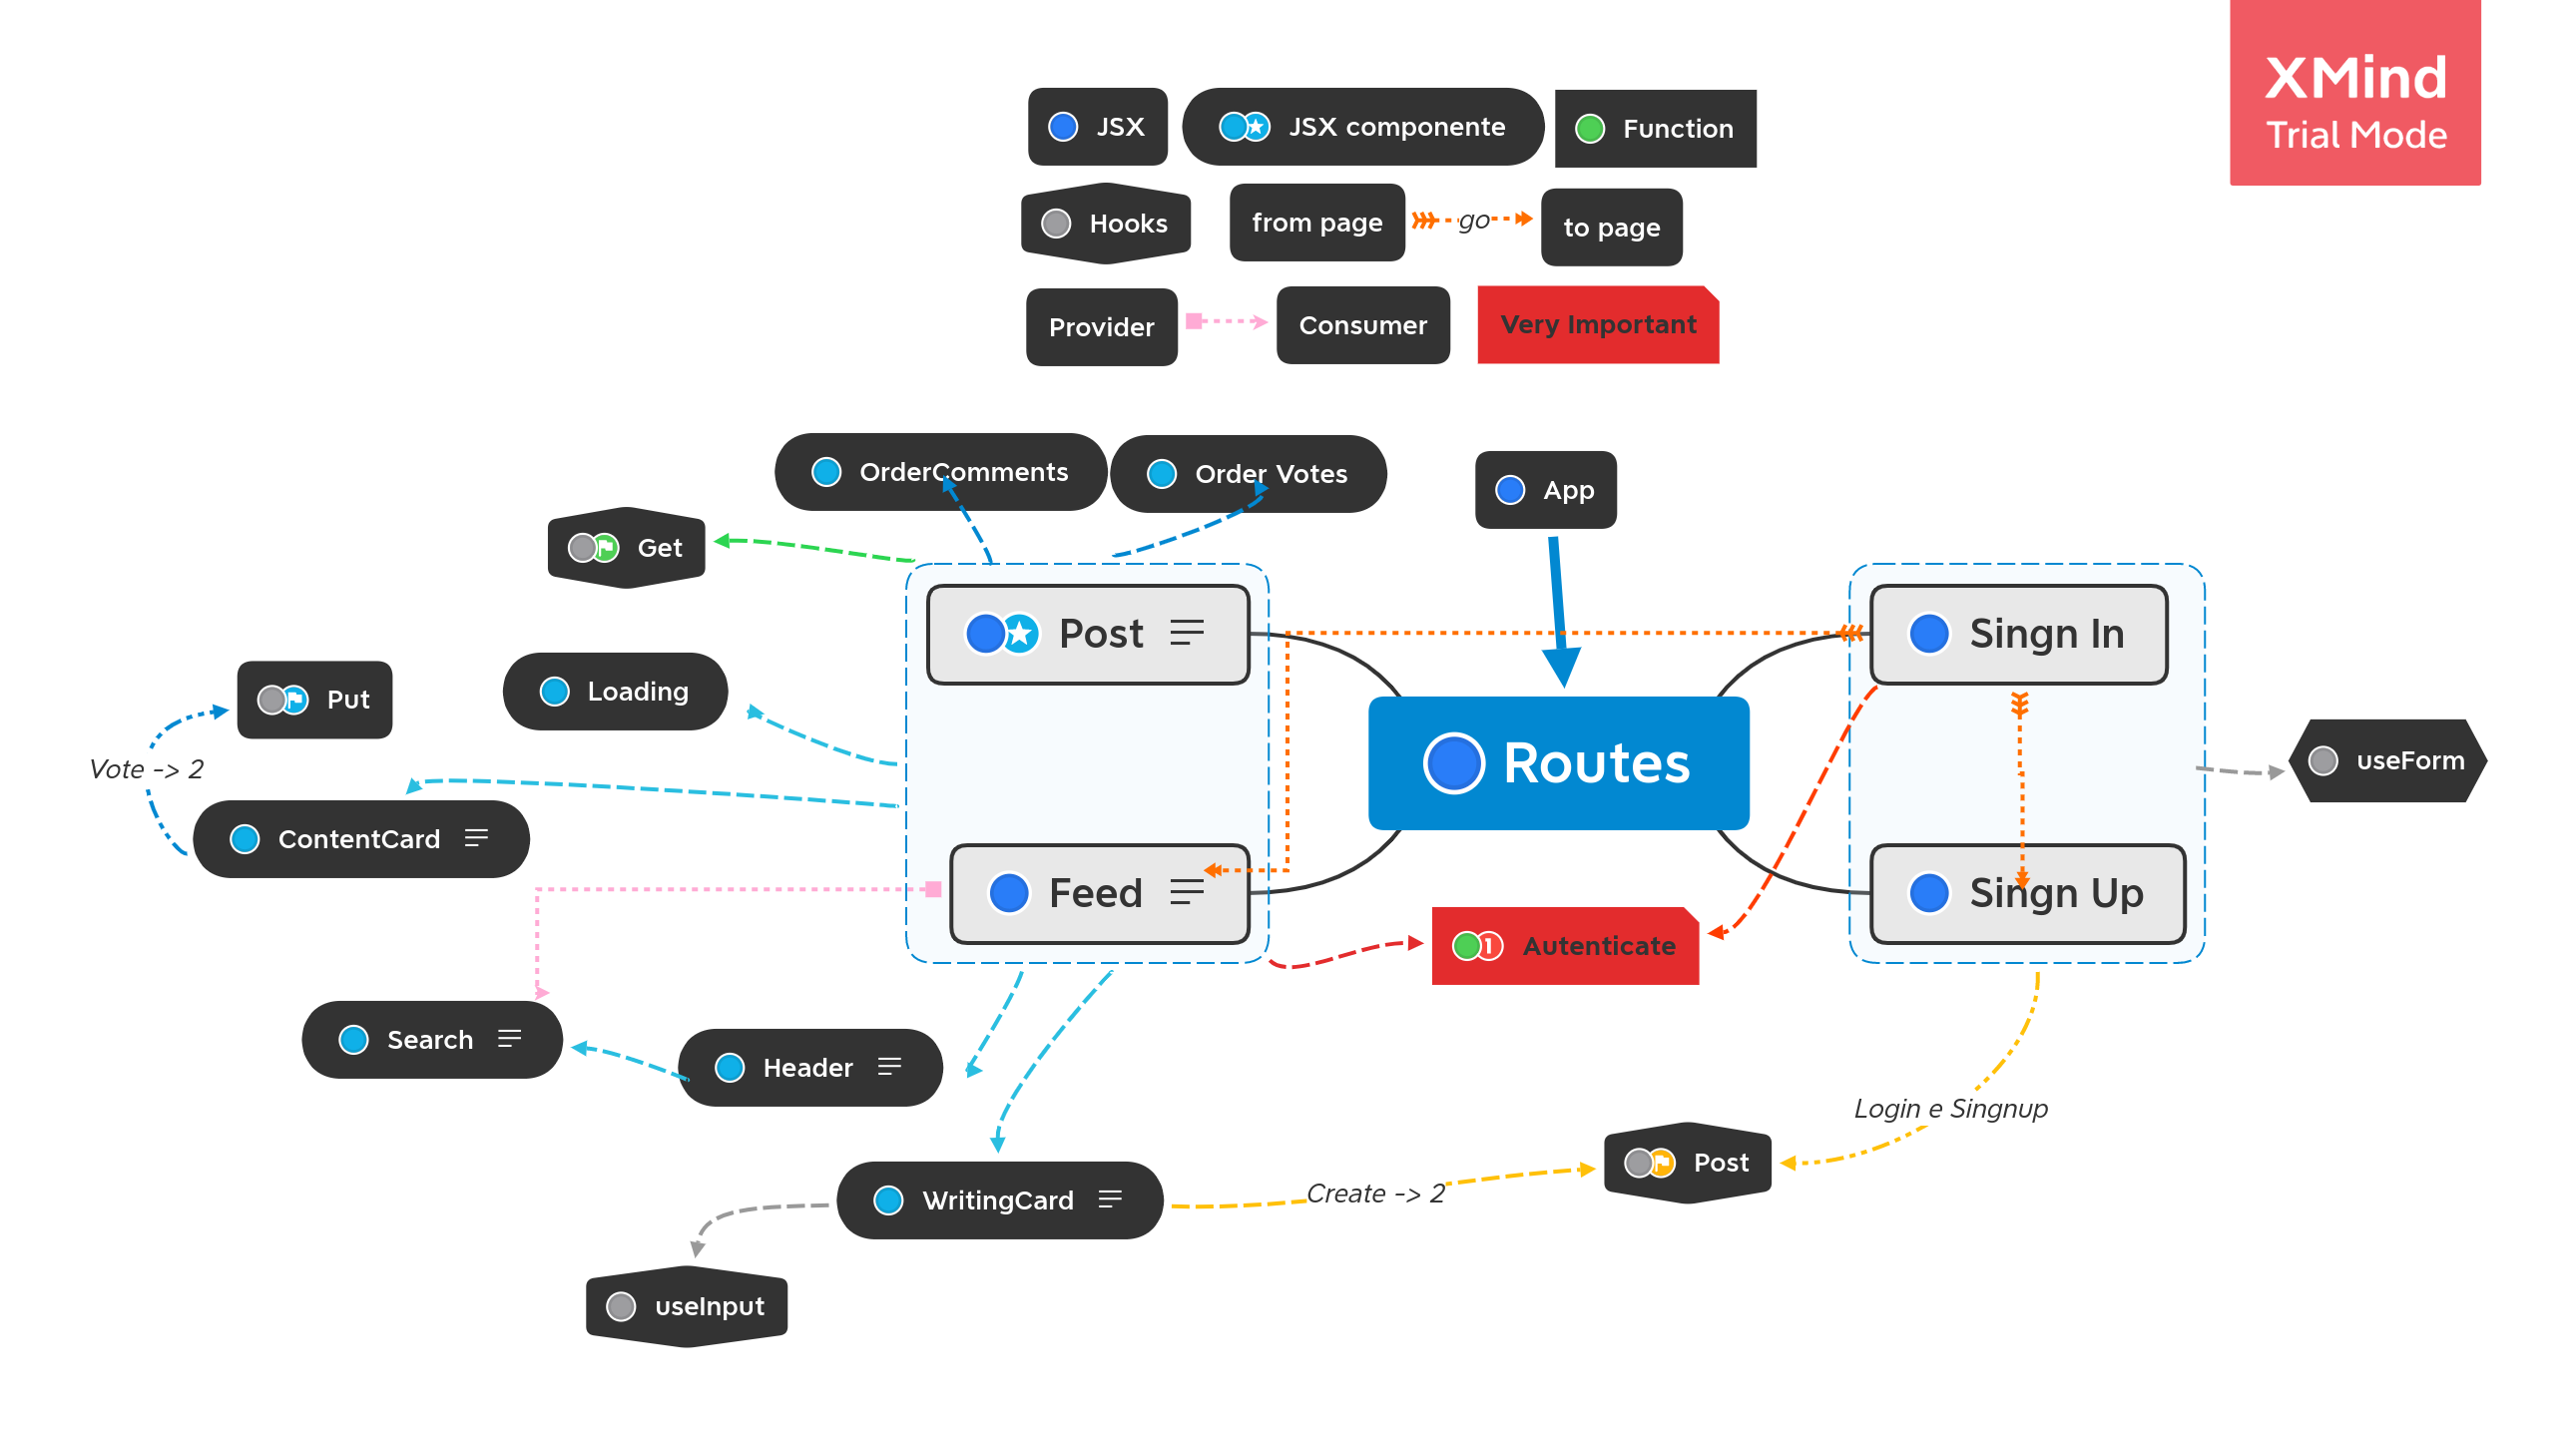 XMind
Trial Mode
JSX
JSX componente
Function
Hooks
from page
go
to page
Provider
Consumer
Very Important
OrderComments
Order Votes
App
Get
Post
Singn In
Put
Loading
Routes
useForm
Vote -> 2
ContentCard
Feed
Singn Up
1
Autenticate
Search
Header
Login e Singnup
Post
WritingCard
Create -> 2
useInput